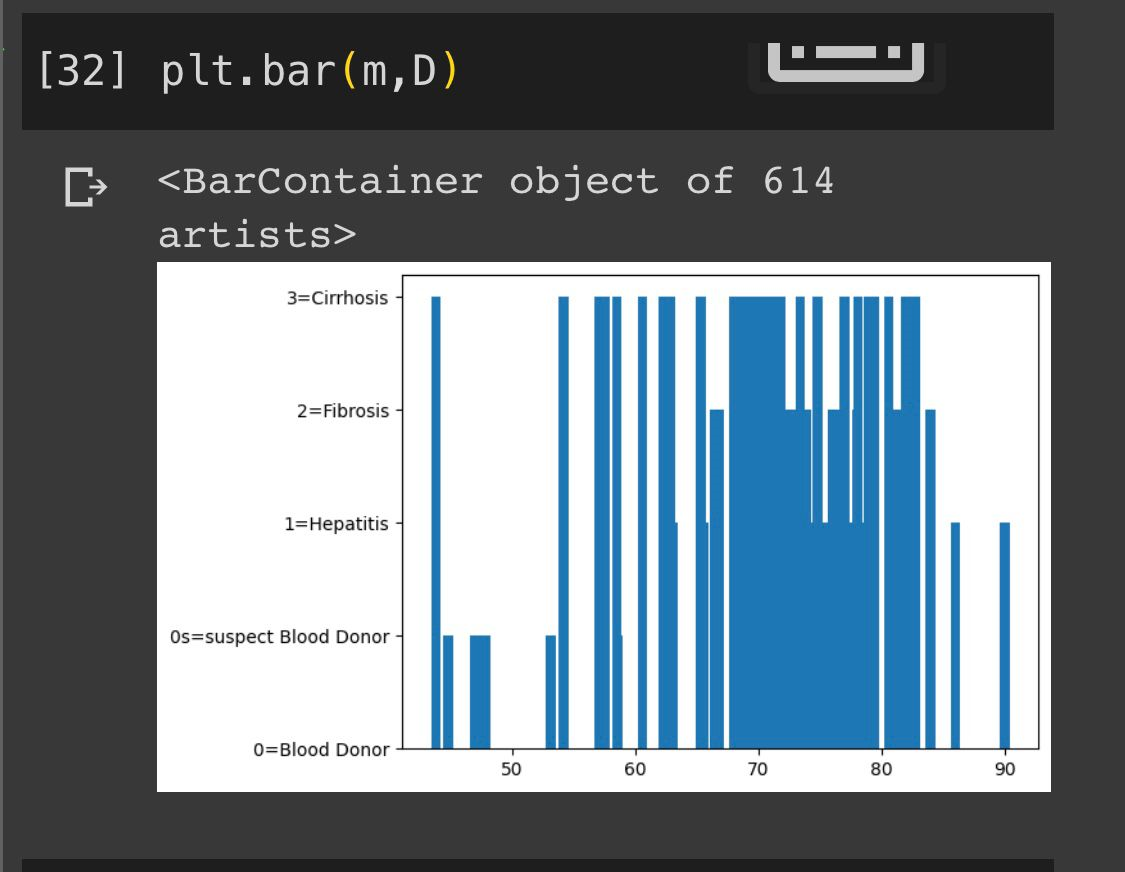 [32] plt.bar(m,D)
<BarContainer object of 614
artists>
3=Cirrhosis
2=Fibrosis
1=Hepatitis
0s=suspect Blood Donor
0=Blood Donor
50 60 70 80 90